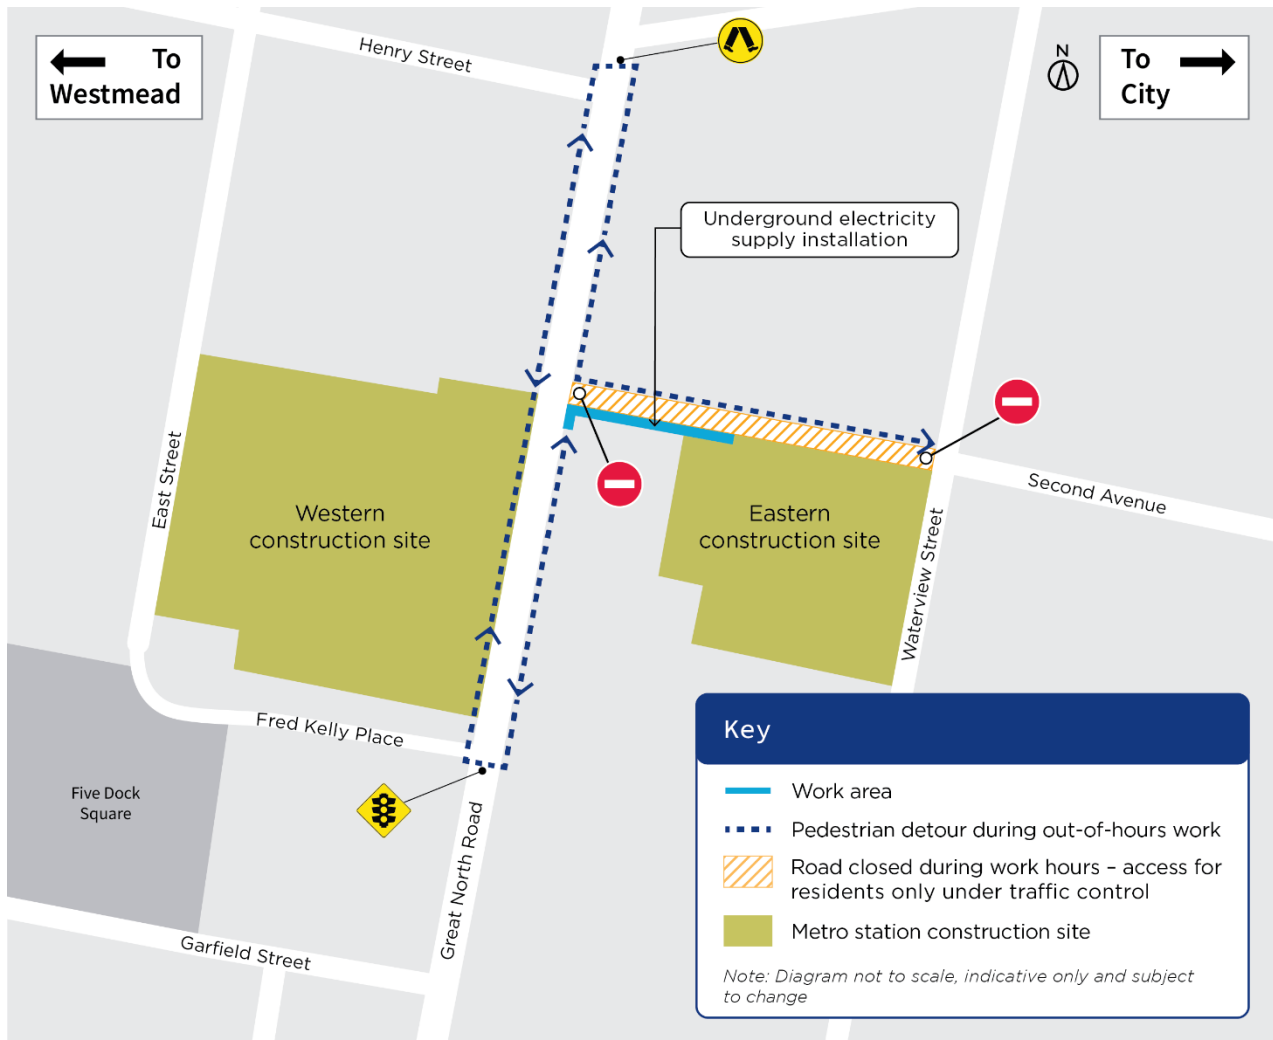 To
Westmead
Henry Street
N
To
City
Underground electricity
supply installation
East Street
Western
construction site
Eastern
construction site
Second Avenue
Waterview Street
Fred Kelly Place
Five Dock
Square
Great North Road
Garfield Street
Key
Work area
Pedestrian detour during out-of-hours work
Road closed during work hours – access for
residents only under traffic control
Metro station construction site
Note: Diagram not to scale, indicative only and subject
to change